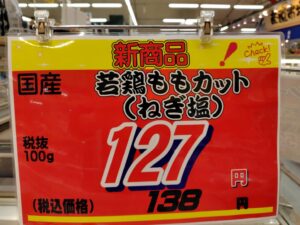 新商品
Check!
国産
若鶏ももカット
(ねぎ塩)
税抜
100g
127
円
(税込価格)
138
円